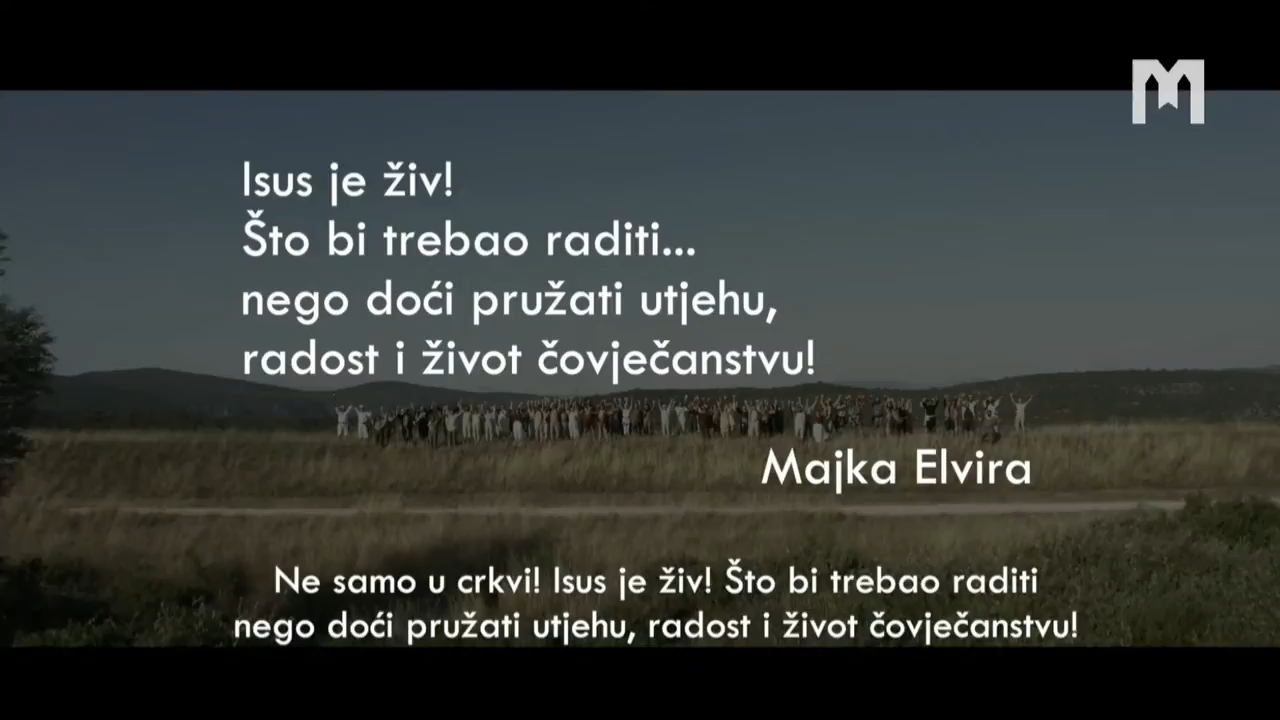 M
Isus je živ!
Što bi trebao raditi...
nego doći pružati utjehu,
radost i život čovječanstvu!
Majka Elvira
Ne samo u crkvi! Isus je živ! Što bi trebao raditi
nego doći pružati utjehu, radost i život čovječanstvu!